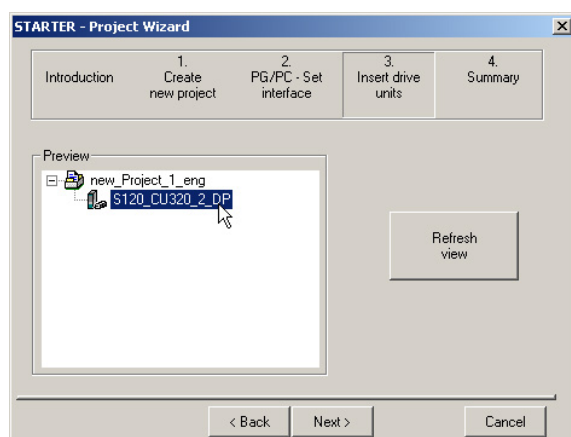 STARTER - Project Wizard
Introduction
1.
Create
new project
2.
PG/PC - Set
interface
3.
Insert drive
units
4.
Summary
Preview
new_Project_1_eng
S120_CU320_2_DP
Refresh
view
< Back
Next >
Cancel